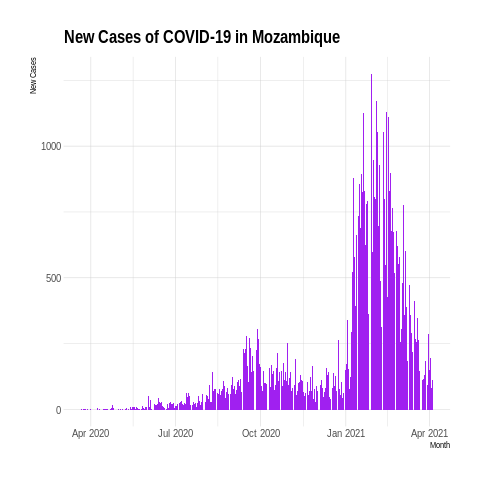 New Cases of COVID-19 in Mozambique
New Cases
1000
500
0
Apr 2020 Jul 2020 Oct 2020 Jan 2021 Apr 2021
Month